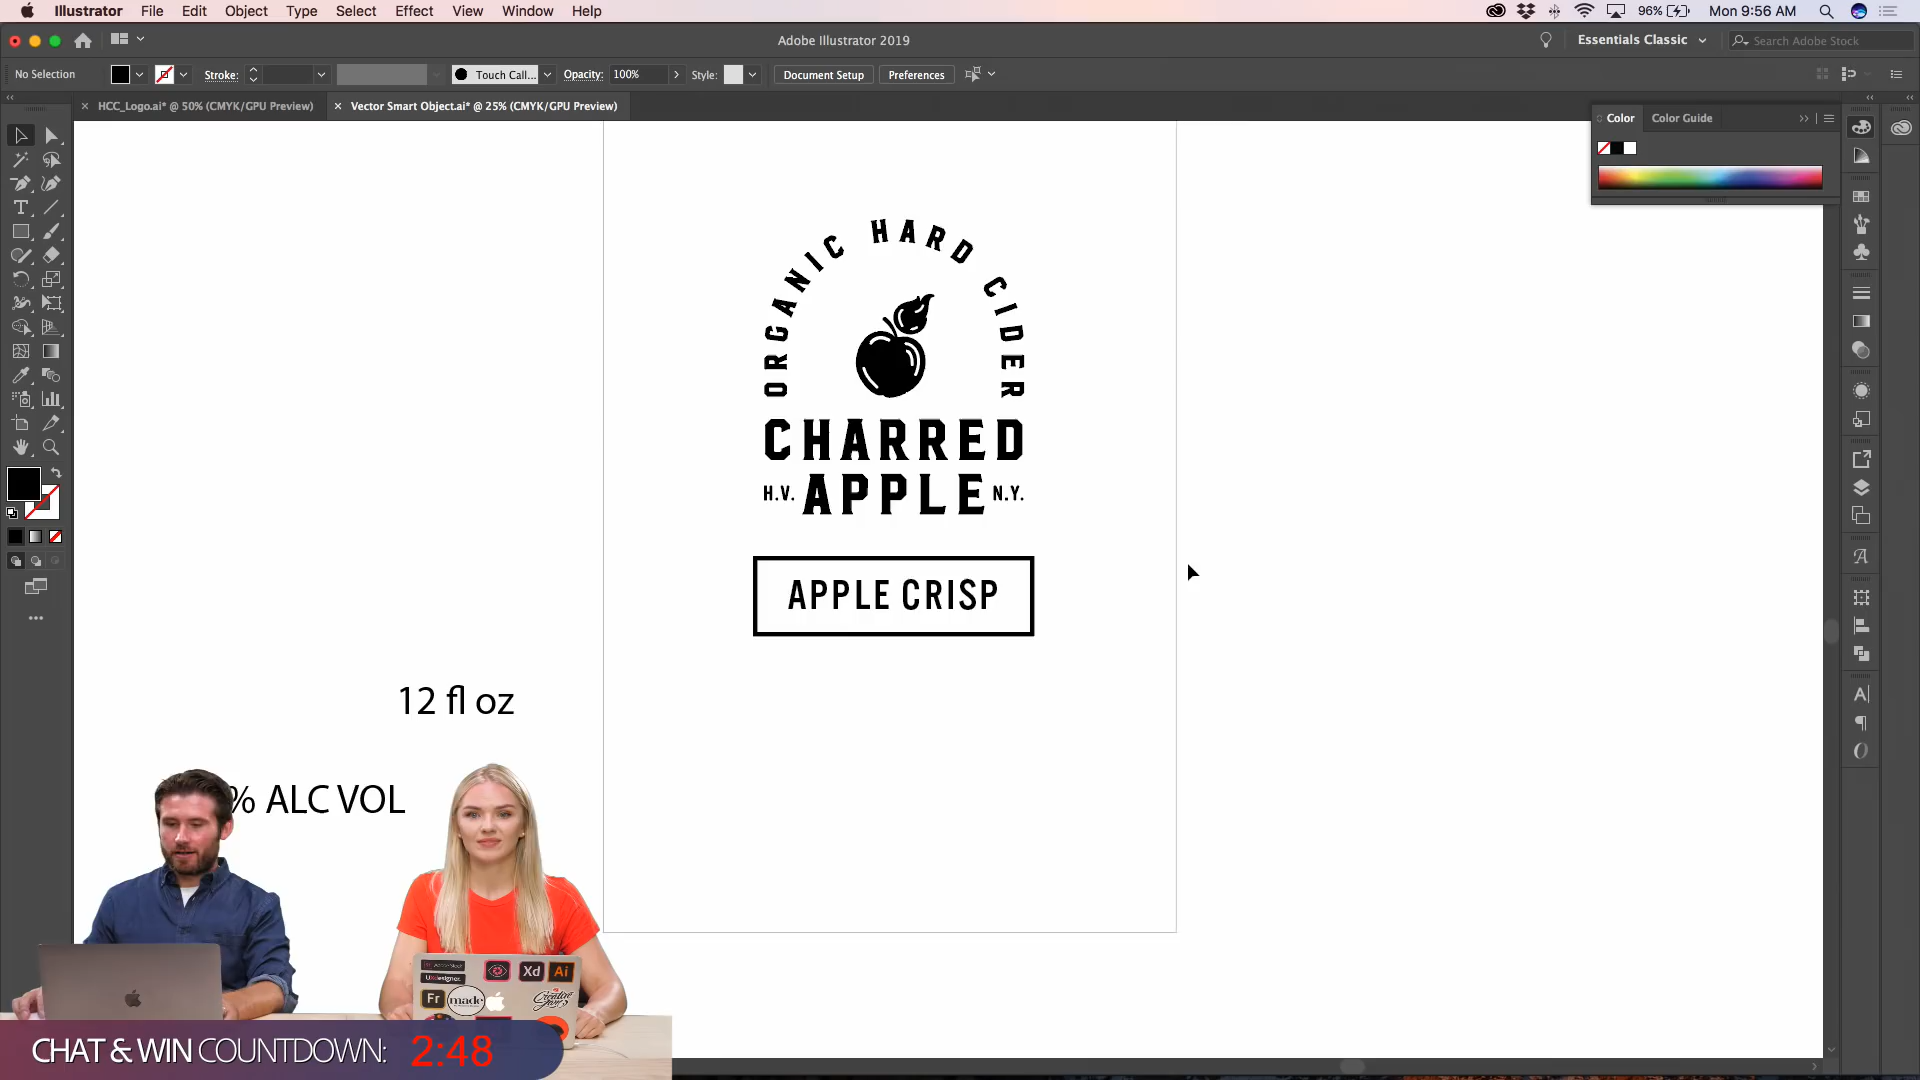 Illustrator File Edit Object Type Select Effect View Window Help
96% Mon 9:56 AM
Adobe Illustrator 2019
Essentials Classic
Search Adobe Stock
No Selection
Stroke:
Touch Call...
Opacity: 100%
Style:
Document Setup
Preferences
HCC_Logo.ai* @ 50% (CMYK/GPU Preview)
Vector Smart Object.ai* @ 25% (CMYK/GPU Preview)
Color
Color Guide
ORGANIC HARD CIDER
CHARRED
H.V. APPLE N.Y.
APPLE CRISP
12 fl oz
% ALC VOL
Xd
Ai
Fr
made
CHAT & WIN COUNTDOWN: 2:48